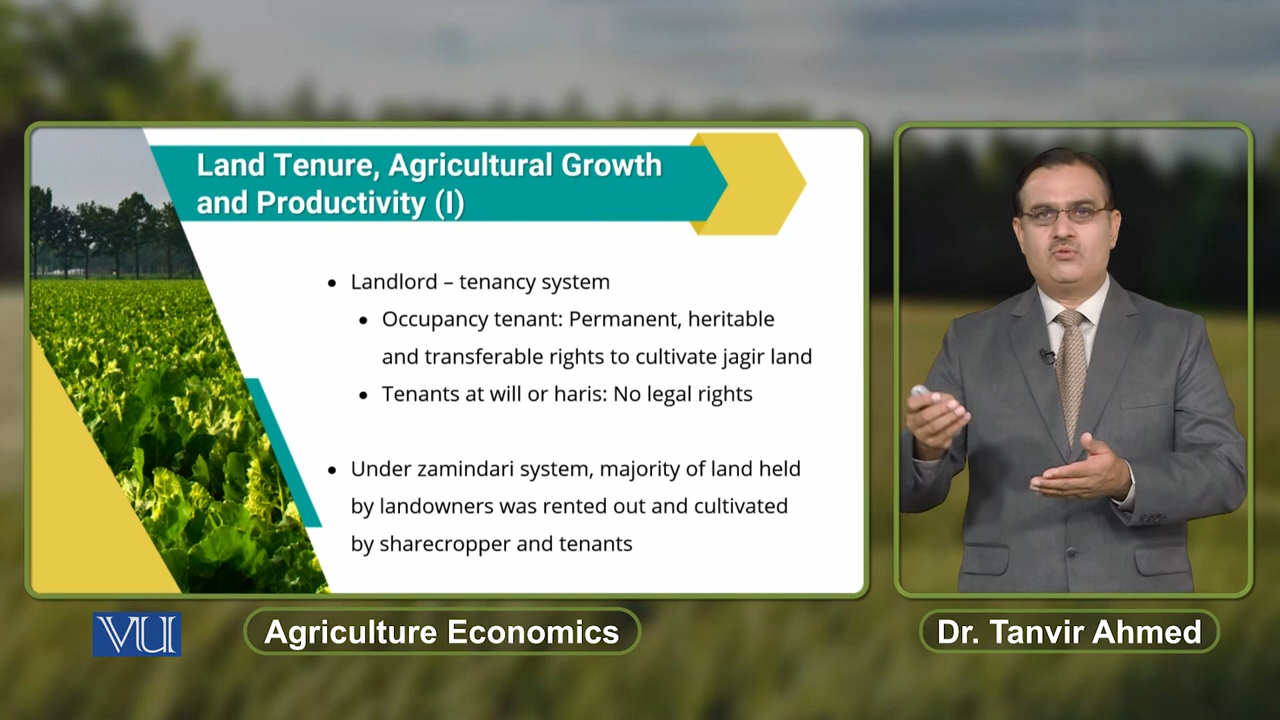 Land Tenure, Agricultural Growth
and Productivity (I)
• Landlord – tenancy system
• Occupancy tenant: Permanent, heritable
and transferable rights to cultivate jagir land
• Tenants at will or haris: No legal rights
• Under zamindari system, majority of land held
by landowners was rented out and cultivated
by sharecropper and tenants
VU
Agriculture Economics
Dr. Tanvir Ahmed